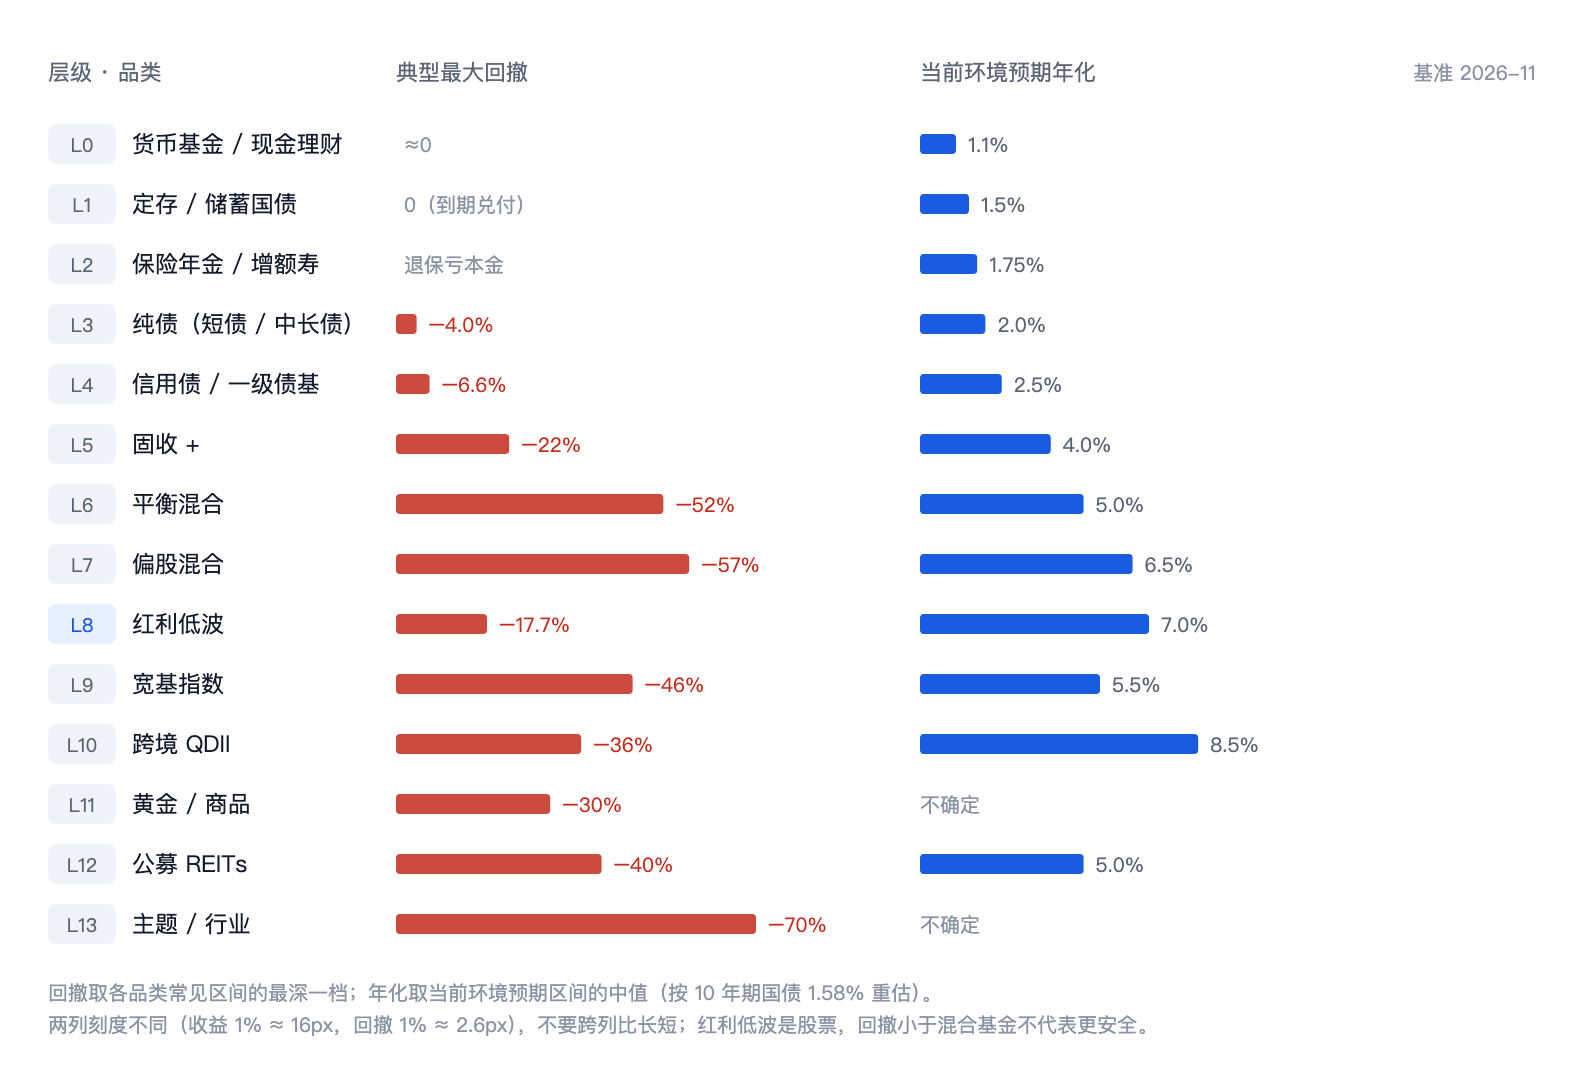 层级 · 品类 典型最大回撤 当前环境预期年化 基准 2026–11
L0 货币基金 / 现金理财 ≈0 1.1%
L1 定存 / 储蓄国债 0（到期兑付） 1.5%
L2 保险年金 / 增额寿 退保亏本金 1.75%
L3 纯债（短债 / 中长债） −4.0% 2.0%
L4 信用债 / 一级债基 −6.6% 2.5%
L5 固收 + −22% 4.0%
L6 平衡混合 −52% 5.0%
L7 偏股混合 −57% 6.5%
L8 红利低波 −17.7% 7.0%
L9 宽基指数 −46% 5.5%
L10 跨境 QDII −36% 8.5%
L11 黄金 / 商品 −30% 不确定
L12 公募 REITs −40% 5.0%
L13 主题 / 行业 −70% 不确定
回撤取各品类常见区间的最深一档；年化取当前环境预期区间的中值（按 10 年期国债 1.58% 重估）。
两列刻度不同（收益 1% ≈ 16px，回撤 1% ≈ 2.6px），不要跨列比长短；红利低波是股票，回撤小于混合基金不代表更安全。